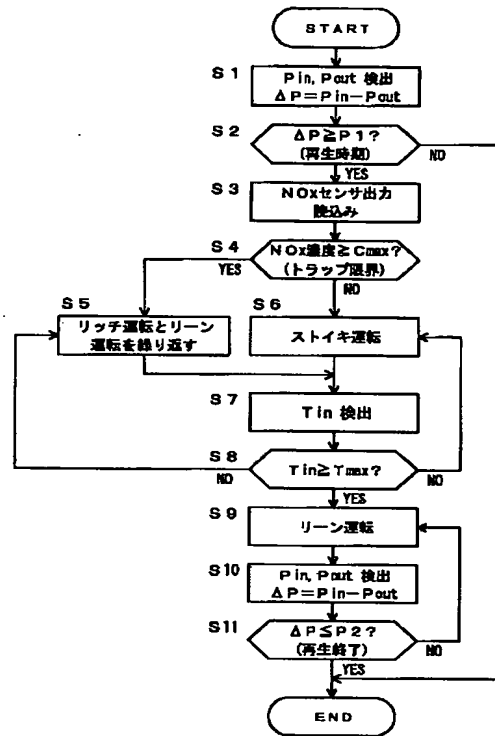 START
S1
Pin, Pout 検出
ΔP=Pin−Pout
S2
ΔP≧P1?
(再生時期)
NO
YES
S3
NOxセンサ出力
読込み
S4
NOx濃度≧Cmax?
(トラップ限界)
YES
NO
S5
リッチ運転とリーン
運転を繰り返す
S6
ストイキ運転
S7
Tin 検出
S8
Tin≧Tmax?
NO
NO
YES
S9
リーン運転
S10
Pin, Pout 検出
ΔP=Pin−Pout
S11
ΔP≦P2?
(再生終了)
NO
YES
END